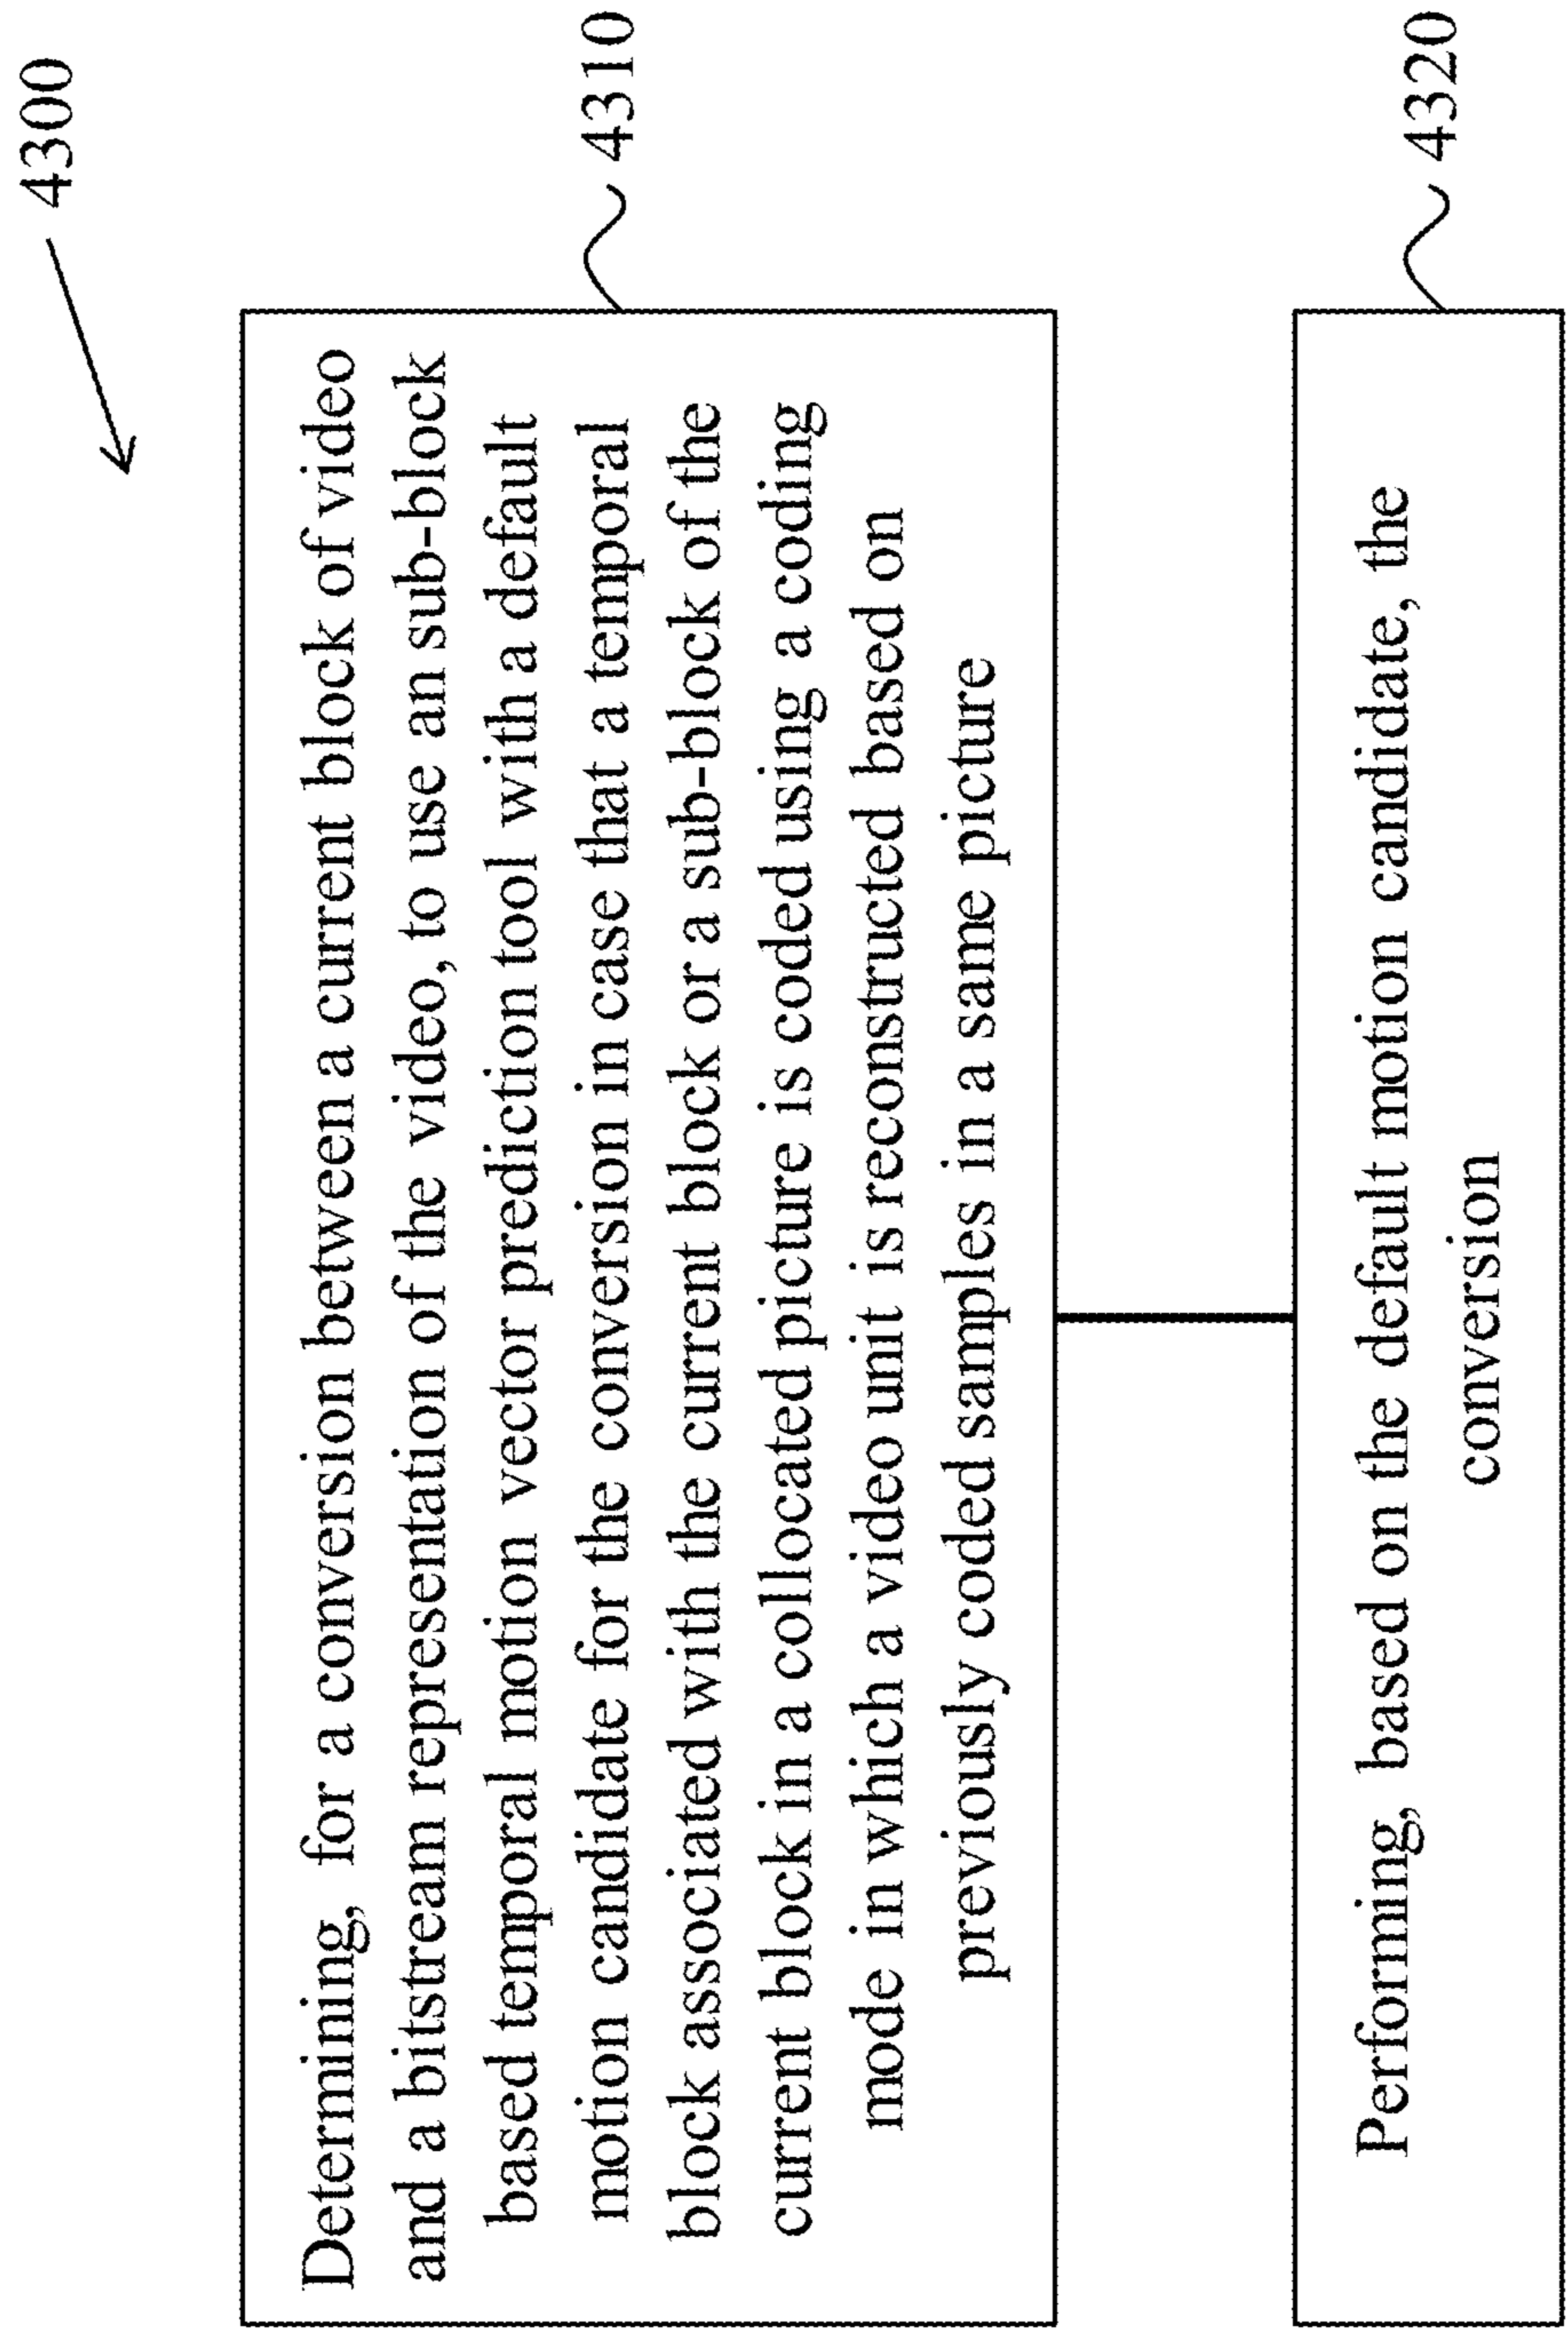 4300
Determining, for a conversion between a current block of video
and a bitstream representation of the video, to use an sub-block
based temporal motion vector prediction tool with a default
motion candidate for the conversion in case that a temporal
block associated with the current block or a sub-block of the
current block in a collocated picture is coded using a coding
mode in which a video unit is reconstructed based on
previously coded samples in a same picture
4310
Performing, based on the default motion candidate, the
conversion
4320